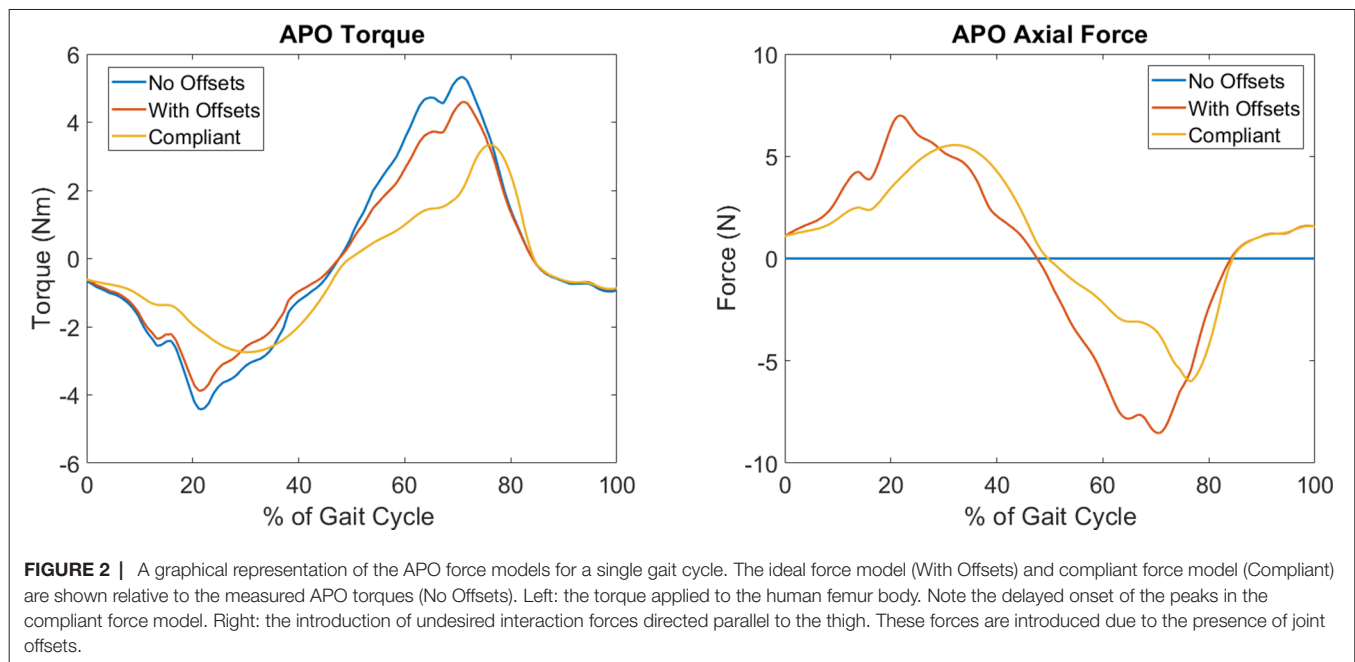 APO Torque
No Offsets
With Offsets
Compliant
6
4
2
0
-2
-4
-6
Torque (Nm)
0 20 40 60 80 100
% of Gait Cycle
APO Axial Force
No Offsets
With Offsets
Compliant
10
5
0
-5
-10
Force (N)
0 20 40 60 80 100
% of Gait Cycle
FIGURE 2 | A graphical representation of the APO force models for a single gait cycle. The ideal force model (With Offsets) and compliant force model (Compliant)
are shown relative to the measured APO torques (No Offsets). Left: the torque applied to the human femur body. Note the delayed onset of the peaks in the
compliant force model. Right: the introduction of undesired interaction forces directed parallel to the thigh. These forces are introduced due to the presence of joint
offsets.